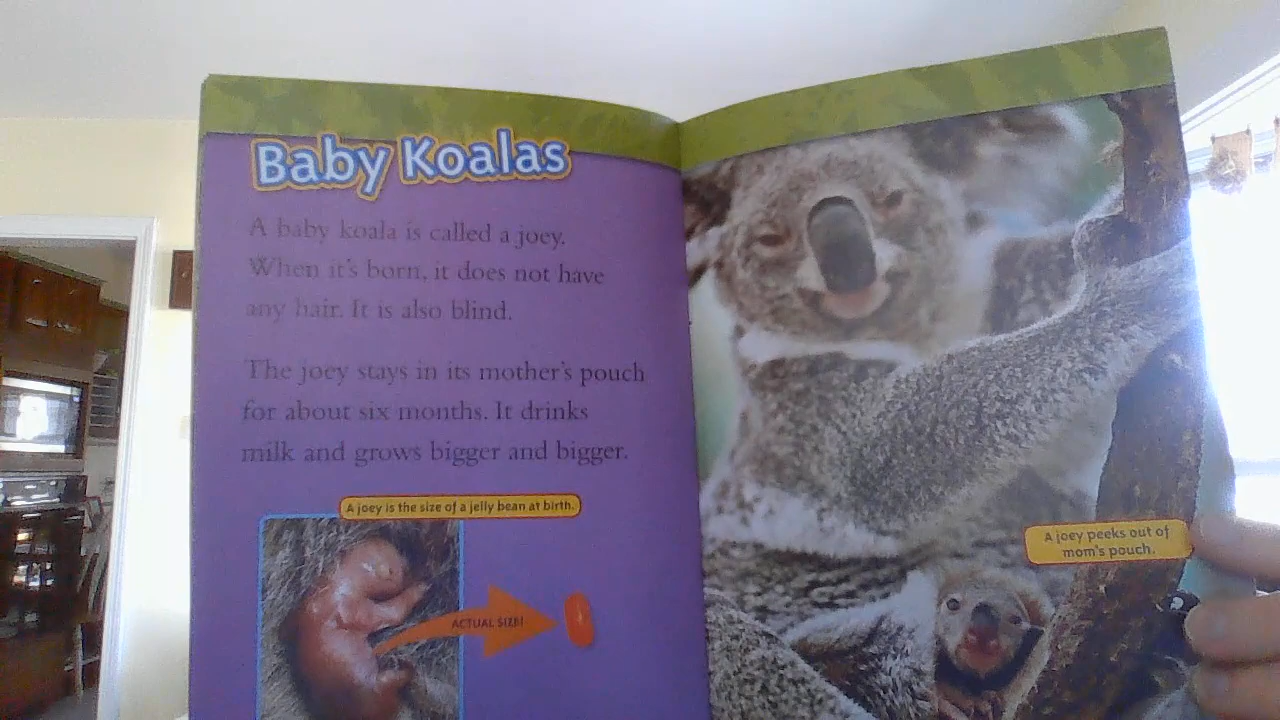 Baby Koalas
A baby koala is called a joey.
When it's born, it does not have
any hair. It is also blind.
The joey stays in its mother's pouch
for about six months. It drinks
milk and grows bigger and bigger.
A joey is the size of a jelly bean at birth.
ACTUAL SIZE!
A joey peeks out of
mom's pouch.